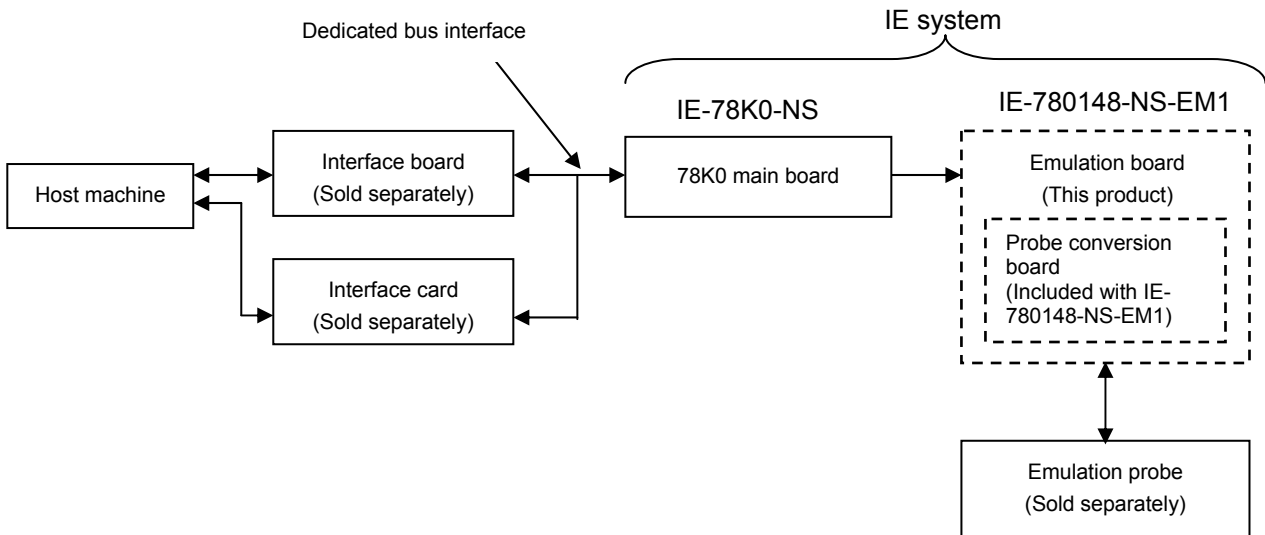 IE system
Dedicated bus interface
IE-78K0-NS
IE-780148-NS-EM1
Host machine
Interface board
(Sold separately)
Interface card
(Sold separately)
78K0 main board
Emulation board
(This product)
Probe conversion
board
(Included with IE-
780148-NS-EM1)
Emulation probe
(Sold separately)